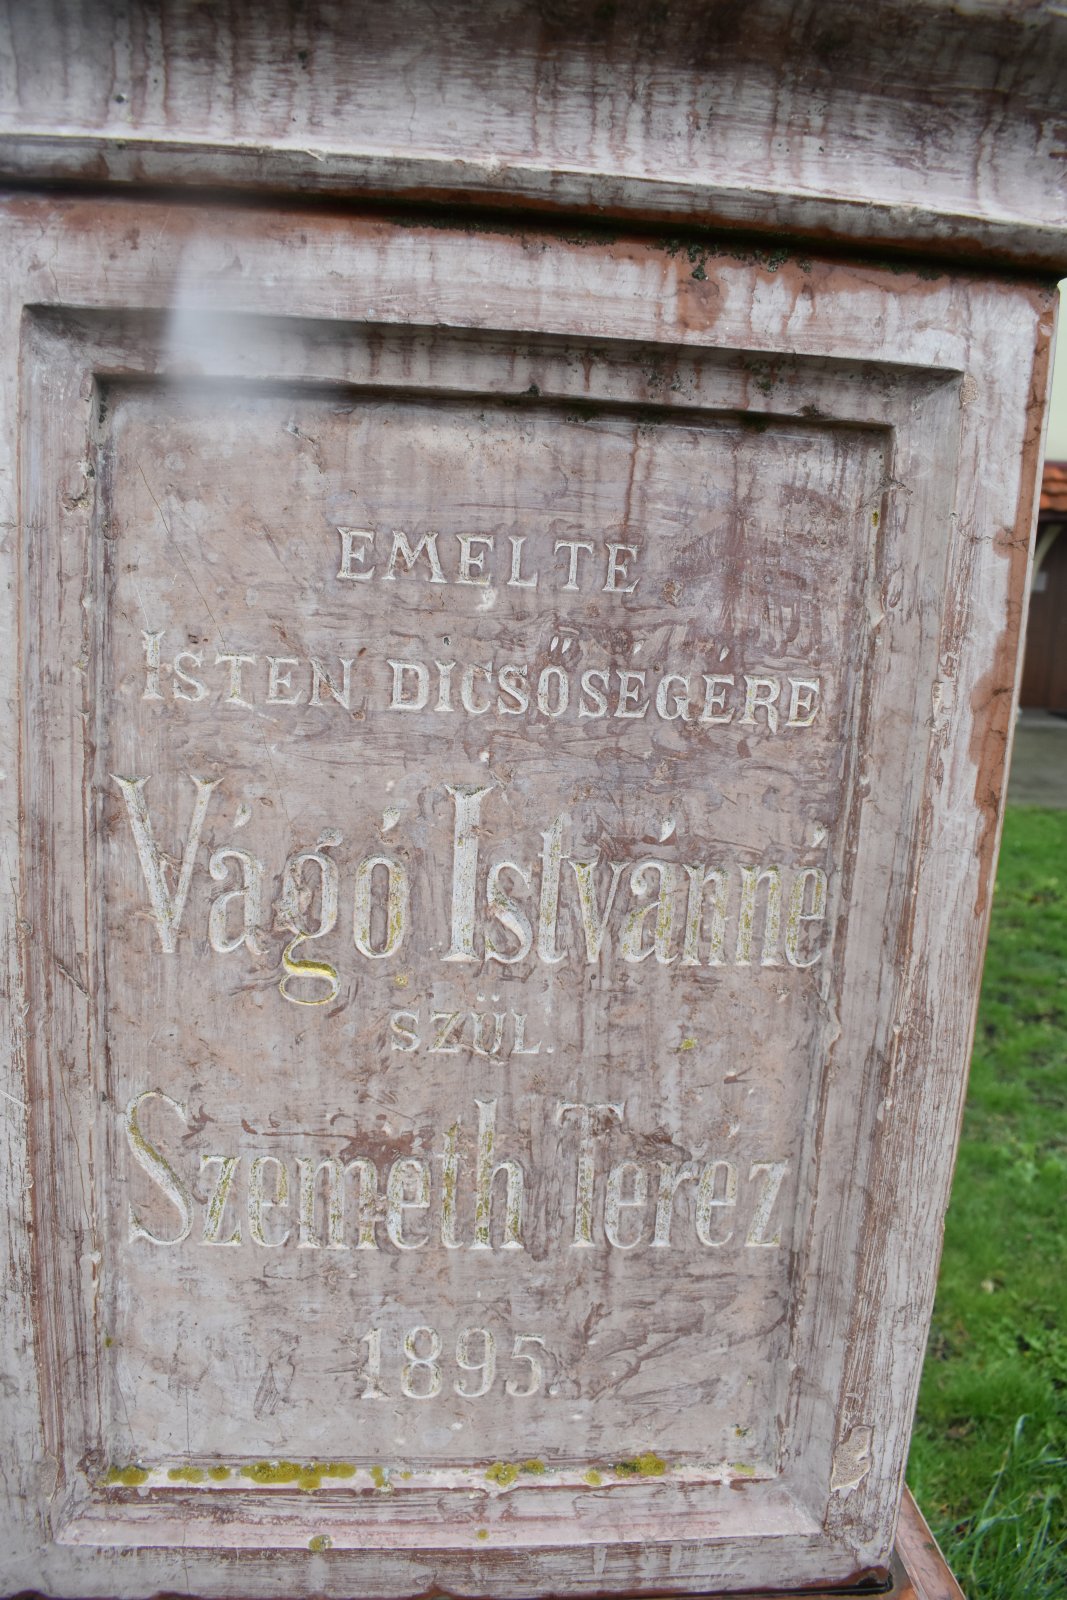 EMELTE
ISTEN DICSŐSÉGÉRE
Vágó Istvánné
SZÜL.
Szemeth Teréz
1895.